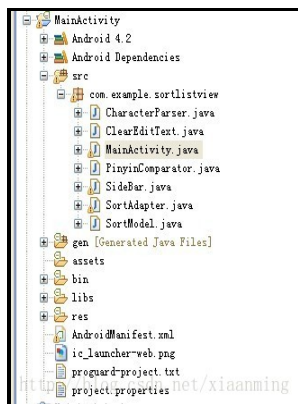 MainActivity
Android 4.2
Android Dependencies
src
com.example.sortlistview
CharacterParser.java
ClearEditText.java
MainActivity.java
PinyinComparator.java
SideBar.java
SortAdapter.java
SortModel.java
gen [Generated Java Files]
assets
bin
libs
res
AndroidManifest.xml
ic_launcher-web.png
proguard-project.txt
http://blog.csdn.net/xiaanming
project.properties